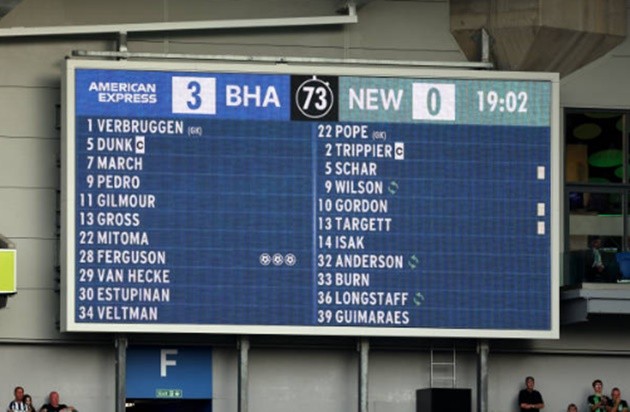 AMERICAN EXPRESS 3 BHA 73 NEW 0 19:02
1 VERBRUGGEN (GK)
5 DUNK C
7 MARCH
9 PEDRO
11 GILMOUR
13 GROSS
22 MITOMA
28 FERGUSON
29 VAN HECKE
30 ESTUPINAN
34 VELTMAN
22 POPE (GK)
2 TRIPPIER C
5 SCHAR
9 WILSON
10 GORDON
13 TARGETT
14 ISAK
32 ANDERSON
33 BURN
36 LONGSTAFF
39 GUIMARAES
F
Exit